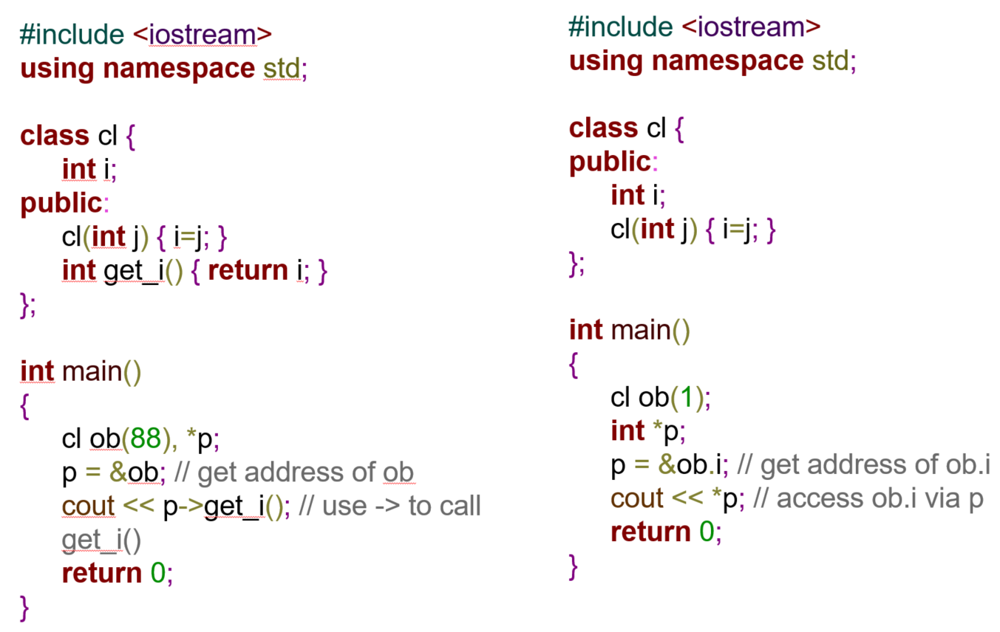 #include <iostream>
using namespace std;
class cl {
int i;
public:
cl(int j) { i=j; }
int get_i() { return i; }
};
int main()
{
cl ob(88), *p;
p = &ob; // get address of ob
cout << p->get_i(); // use -> to call
get_i()
return 0;
}
#include <iostream>
using namespace std;
class cl {
public:
int i;
cl(int j) { i=j; }
};
int main()
{
cl ob(1);
int *p;
p = &ob.i; // get address of ob.i
cout << *p; // access ob.i via p
return 0;
}